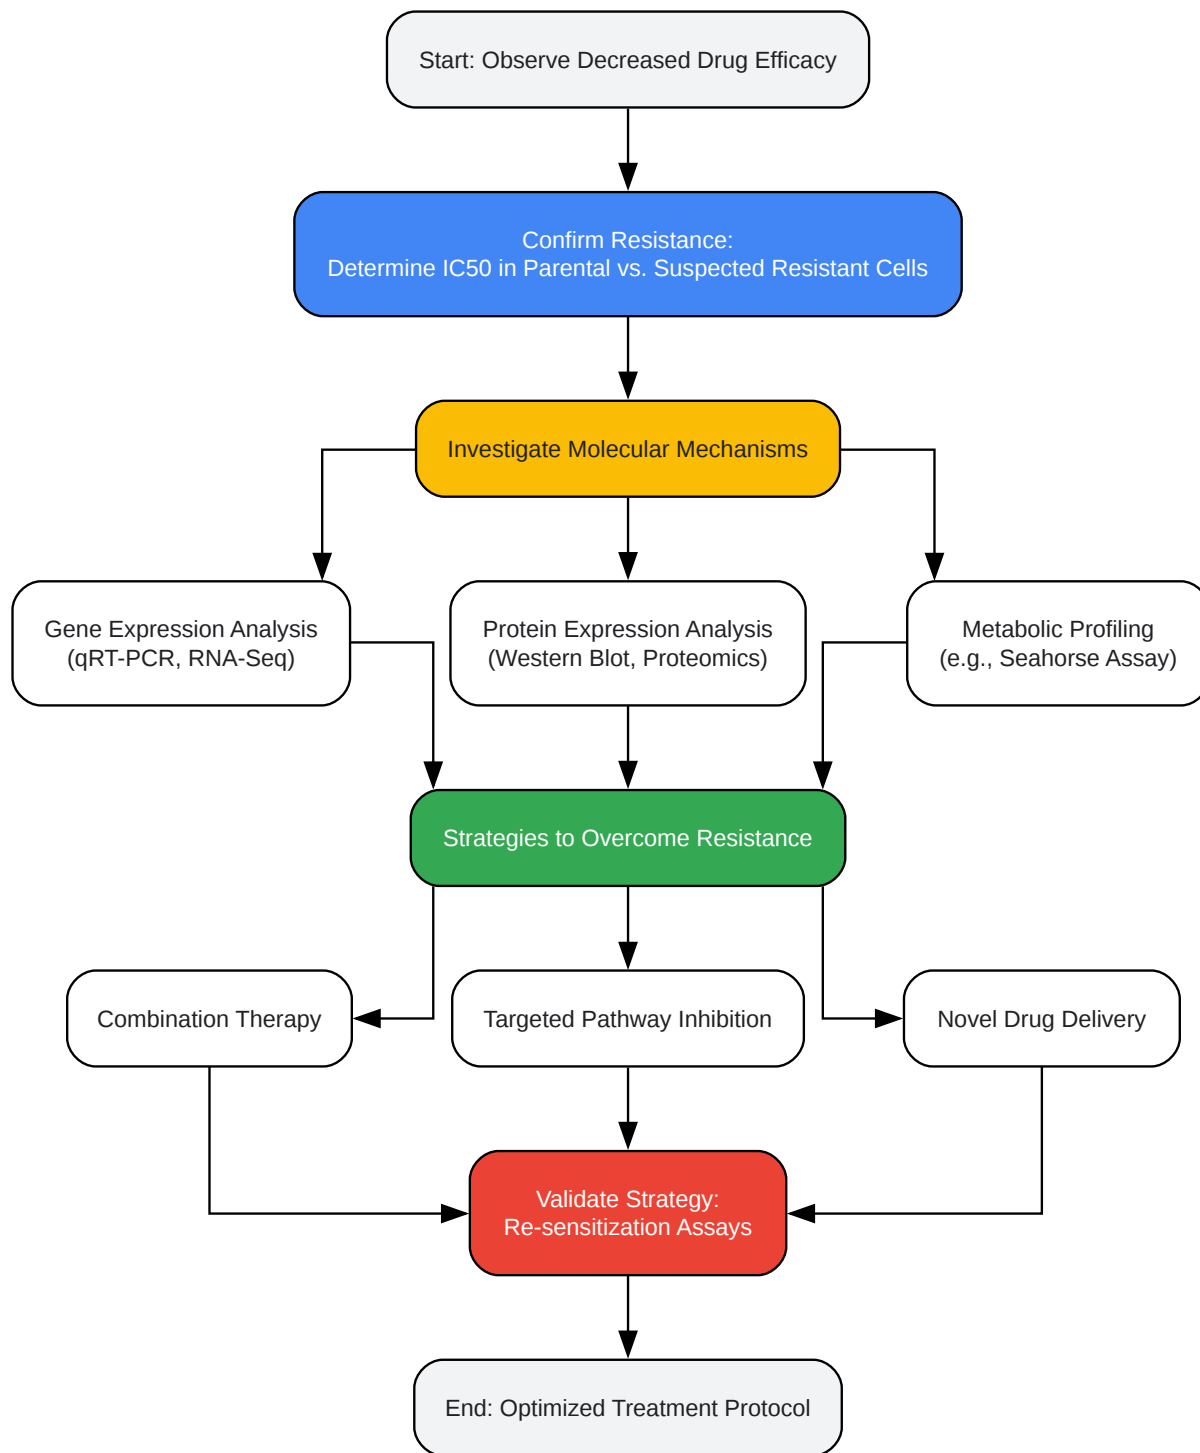 Start: Observe Decreased Drug Efficacy
Confirm Resistance:
Determine IC50 in Parental vs. Suspected Resistant Cells
Investigate Molecular Mechanisms
Gene Expression Analysis
(qRT-PCR, RNA-Seq)
Protein Expression Analysis
(Western Blot, Proteomics)
Metabolic Profiling
(e.g., Seahorse Assay)
Strategies to Overcome Resistance
Combination Therapy
Targeted Pathway Inhibition
Novel Drug Delivery
Validate Strategy:
Re-sensitization Assays
End: Optimized Treatment Protocol